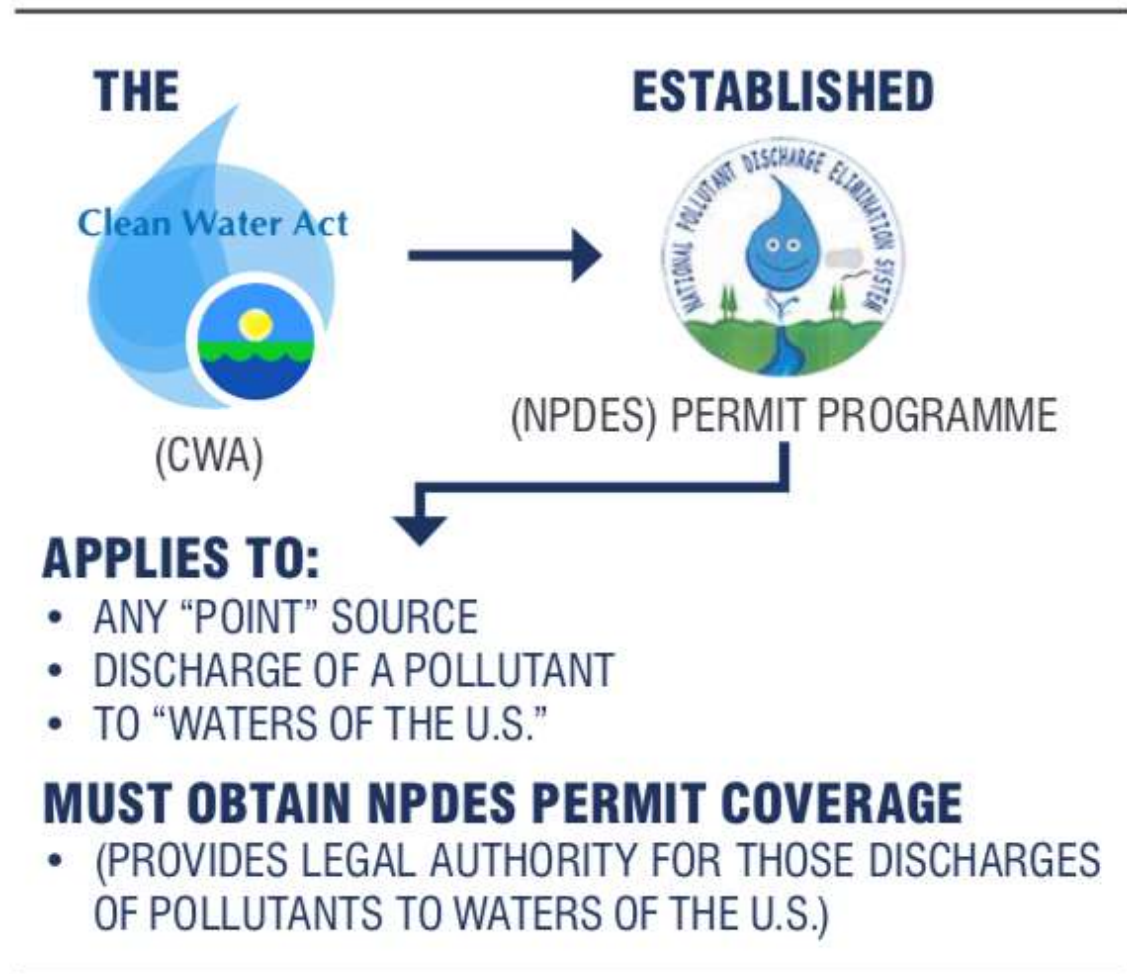 THE
Clean Water Act
(CWA)
ESTABLISHED
NATIONAL POLLUTANT DISCHARGE ELIMINATION SYSTEM
(NPDES) PERMIT PROGRAMME
APPLIES TO:
• ANY “POINT” SOURCE
• DISCHARGE OF A POLLUTANT
• TO “WATERS OF THE U.S.”
MUST OBTAIN NPDES PERMIT COVERAGE
• (PROVIDES LEGAL AUTHORITY FOR THOSE DISCHARGES
OF POLLUTANTS TO WATERS OF THE U.S.)